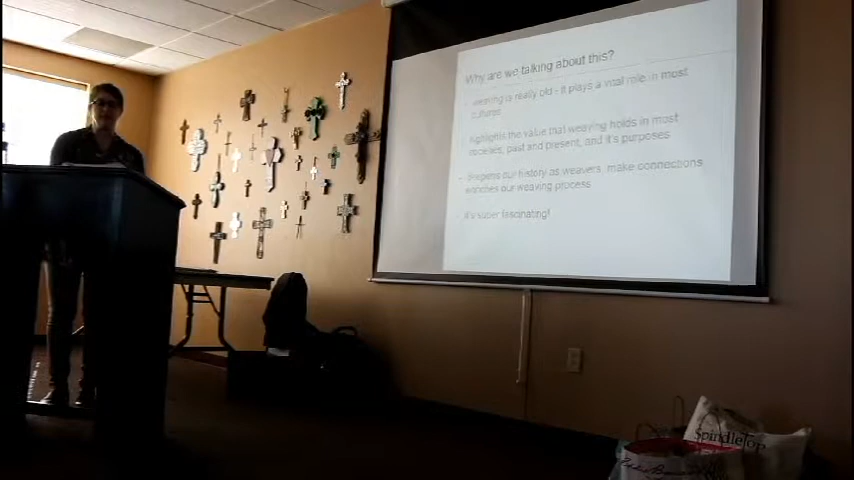 Why are we talking about this?
- weaving is really old - it plays a vital role in most
cultures
- highlights the value that weaving holds in most
societies, past and present, and it's purposes
- deepens our history as weavers, make connections,
enriches our weaving process
- it's super fascinating!
SpindleTop